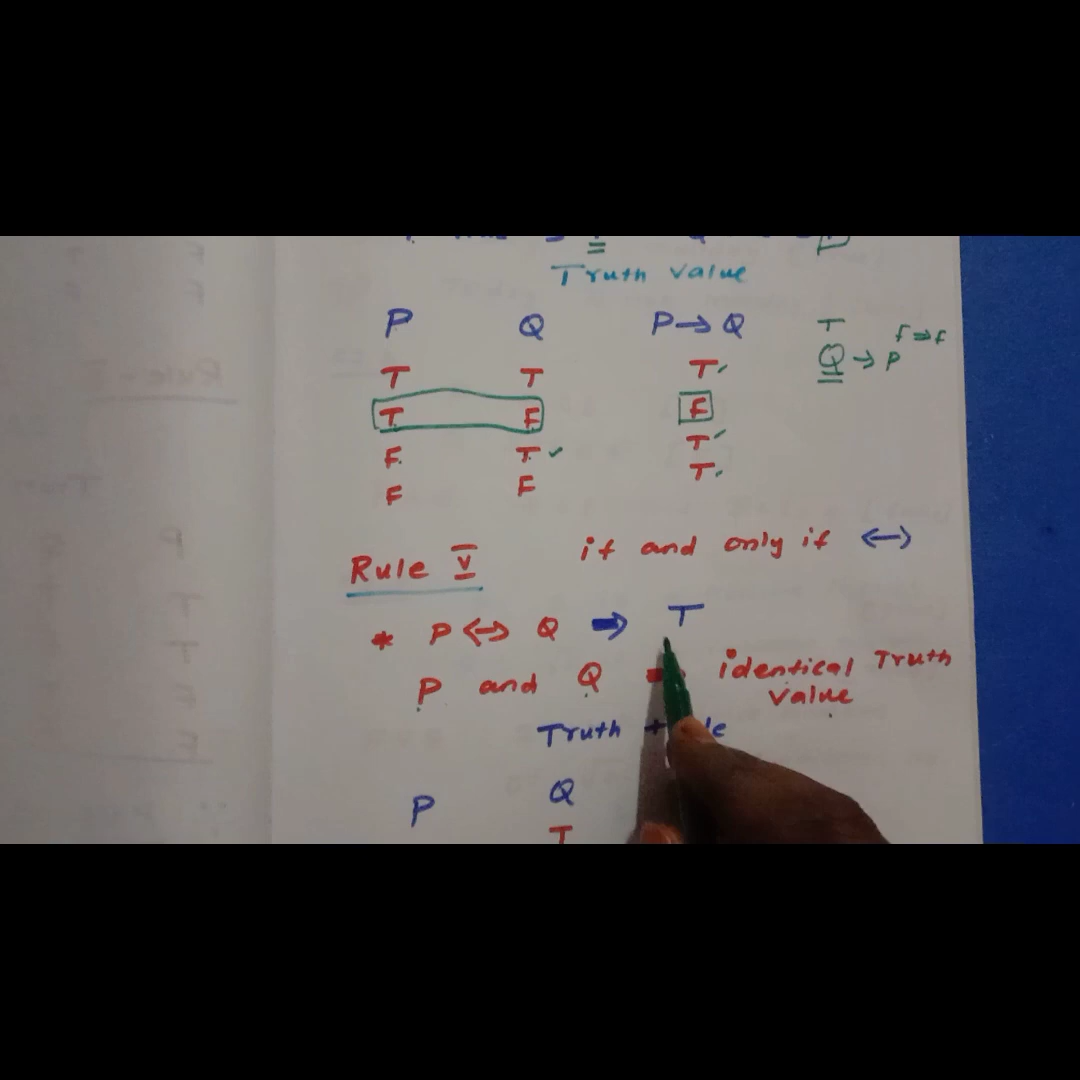 Truth value
P Q P → Q
T T T
T F F
F T T
F F T
T
Q → P
f ⇒ f
Rule V if and only if ↔
* P ↔ Q ➡ T
P and Q identical Truth
value
Truth
P Q
T